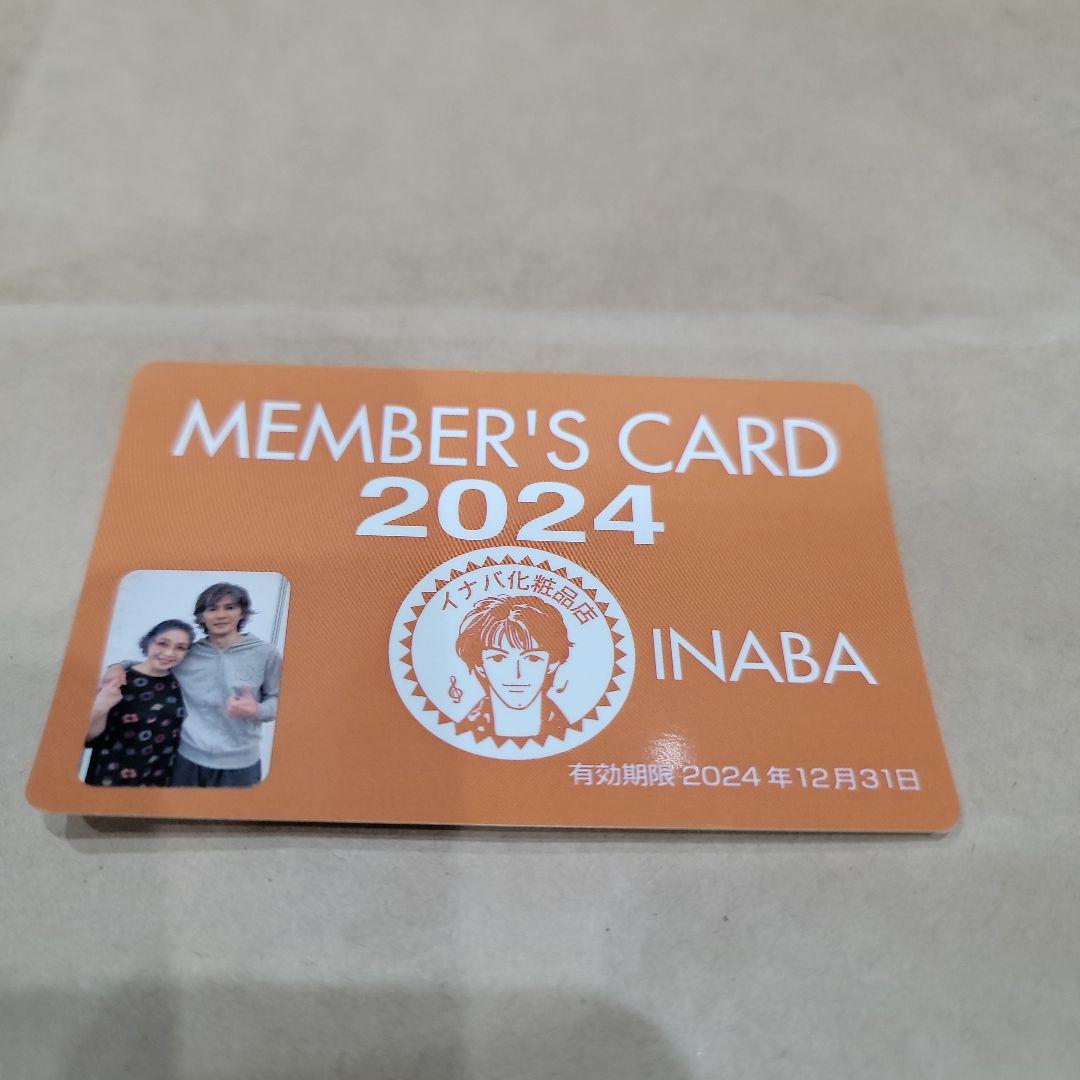 MEMBER'S CARD
2024
イナバ化粧品店
INABA
有効期限 2024年12月31日